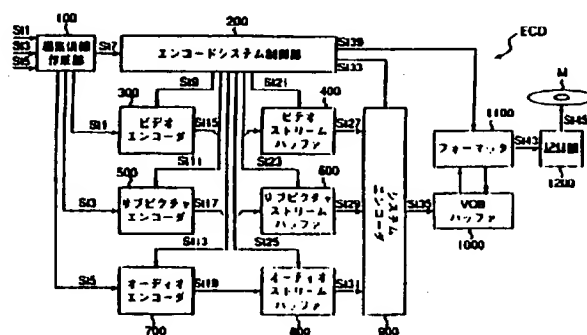 100
200
ECD
St1
St3
St5
編集情報
作成部
St7
エンコードシステム制御部
St39
St33
St9
St21
M
300
400
1100
St45
St1
ビデオ
エンコーダ
St15
ビデオ
ストリーム
バッファ
St27
フォーマッタ
St43
記録部
1200
St11
St23
500
600
St3
サブピクチャ
エンコーダ
St17
サブピクチャ
ストリーム
バッファ
St29
システム
エンコーダ
St35
VOB
バッファ
1000
St13
St25
St5
オーディオ
エンコーダ
St19
オーディオ
ストリーム
バッファ
St31
700
800
900